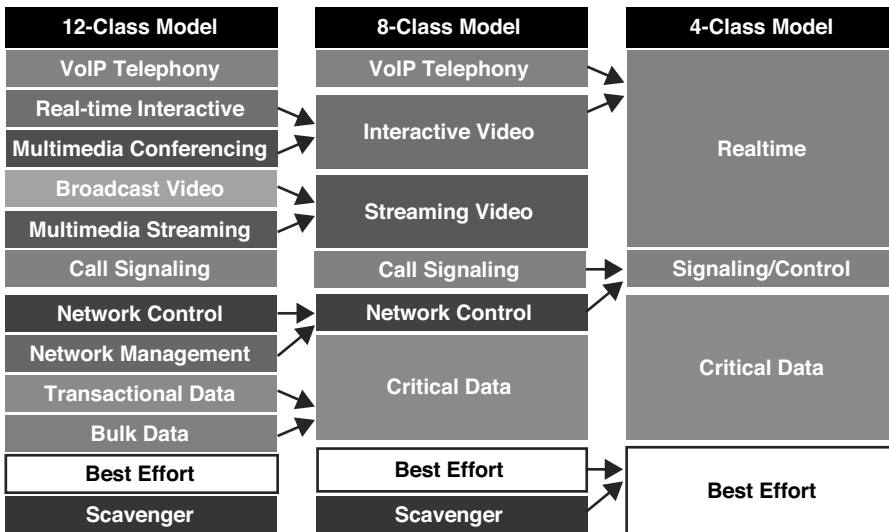 12-Class Model
VoIP Telephony
Real-time Interactive
Multimedia Conferencing
Broadcast Video
Multimedia Streaming
Call Signaling
Network Control
Network Management
Transactional Data
Bulk Data
Best Effort
Scavenger
8-Class Model
VoIP Telephony
Interactive Video
Streaming Video
Call Signaling
Network Control
Critical Data
Best Effort
Scavenger
4-Class Model
Realtime
Signaling/Control
Critical Data
Best Effort